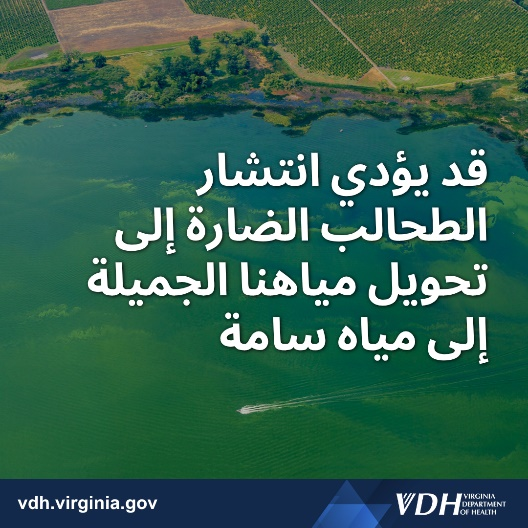 قد يؤدي انتشار
الطحالب الضارة إلى
تحويل مياهنا الجميلة
إلى مياه سامة
vdh.virginia.gov
VDH VIRGINIA
DEPARTMENT
OF HEALTH